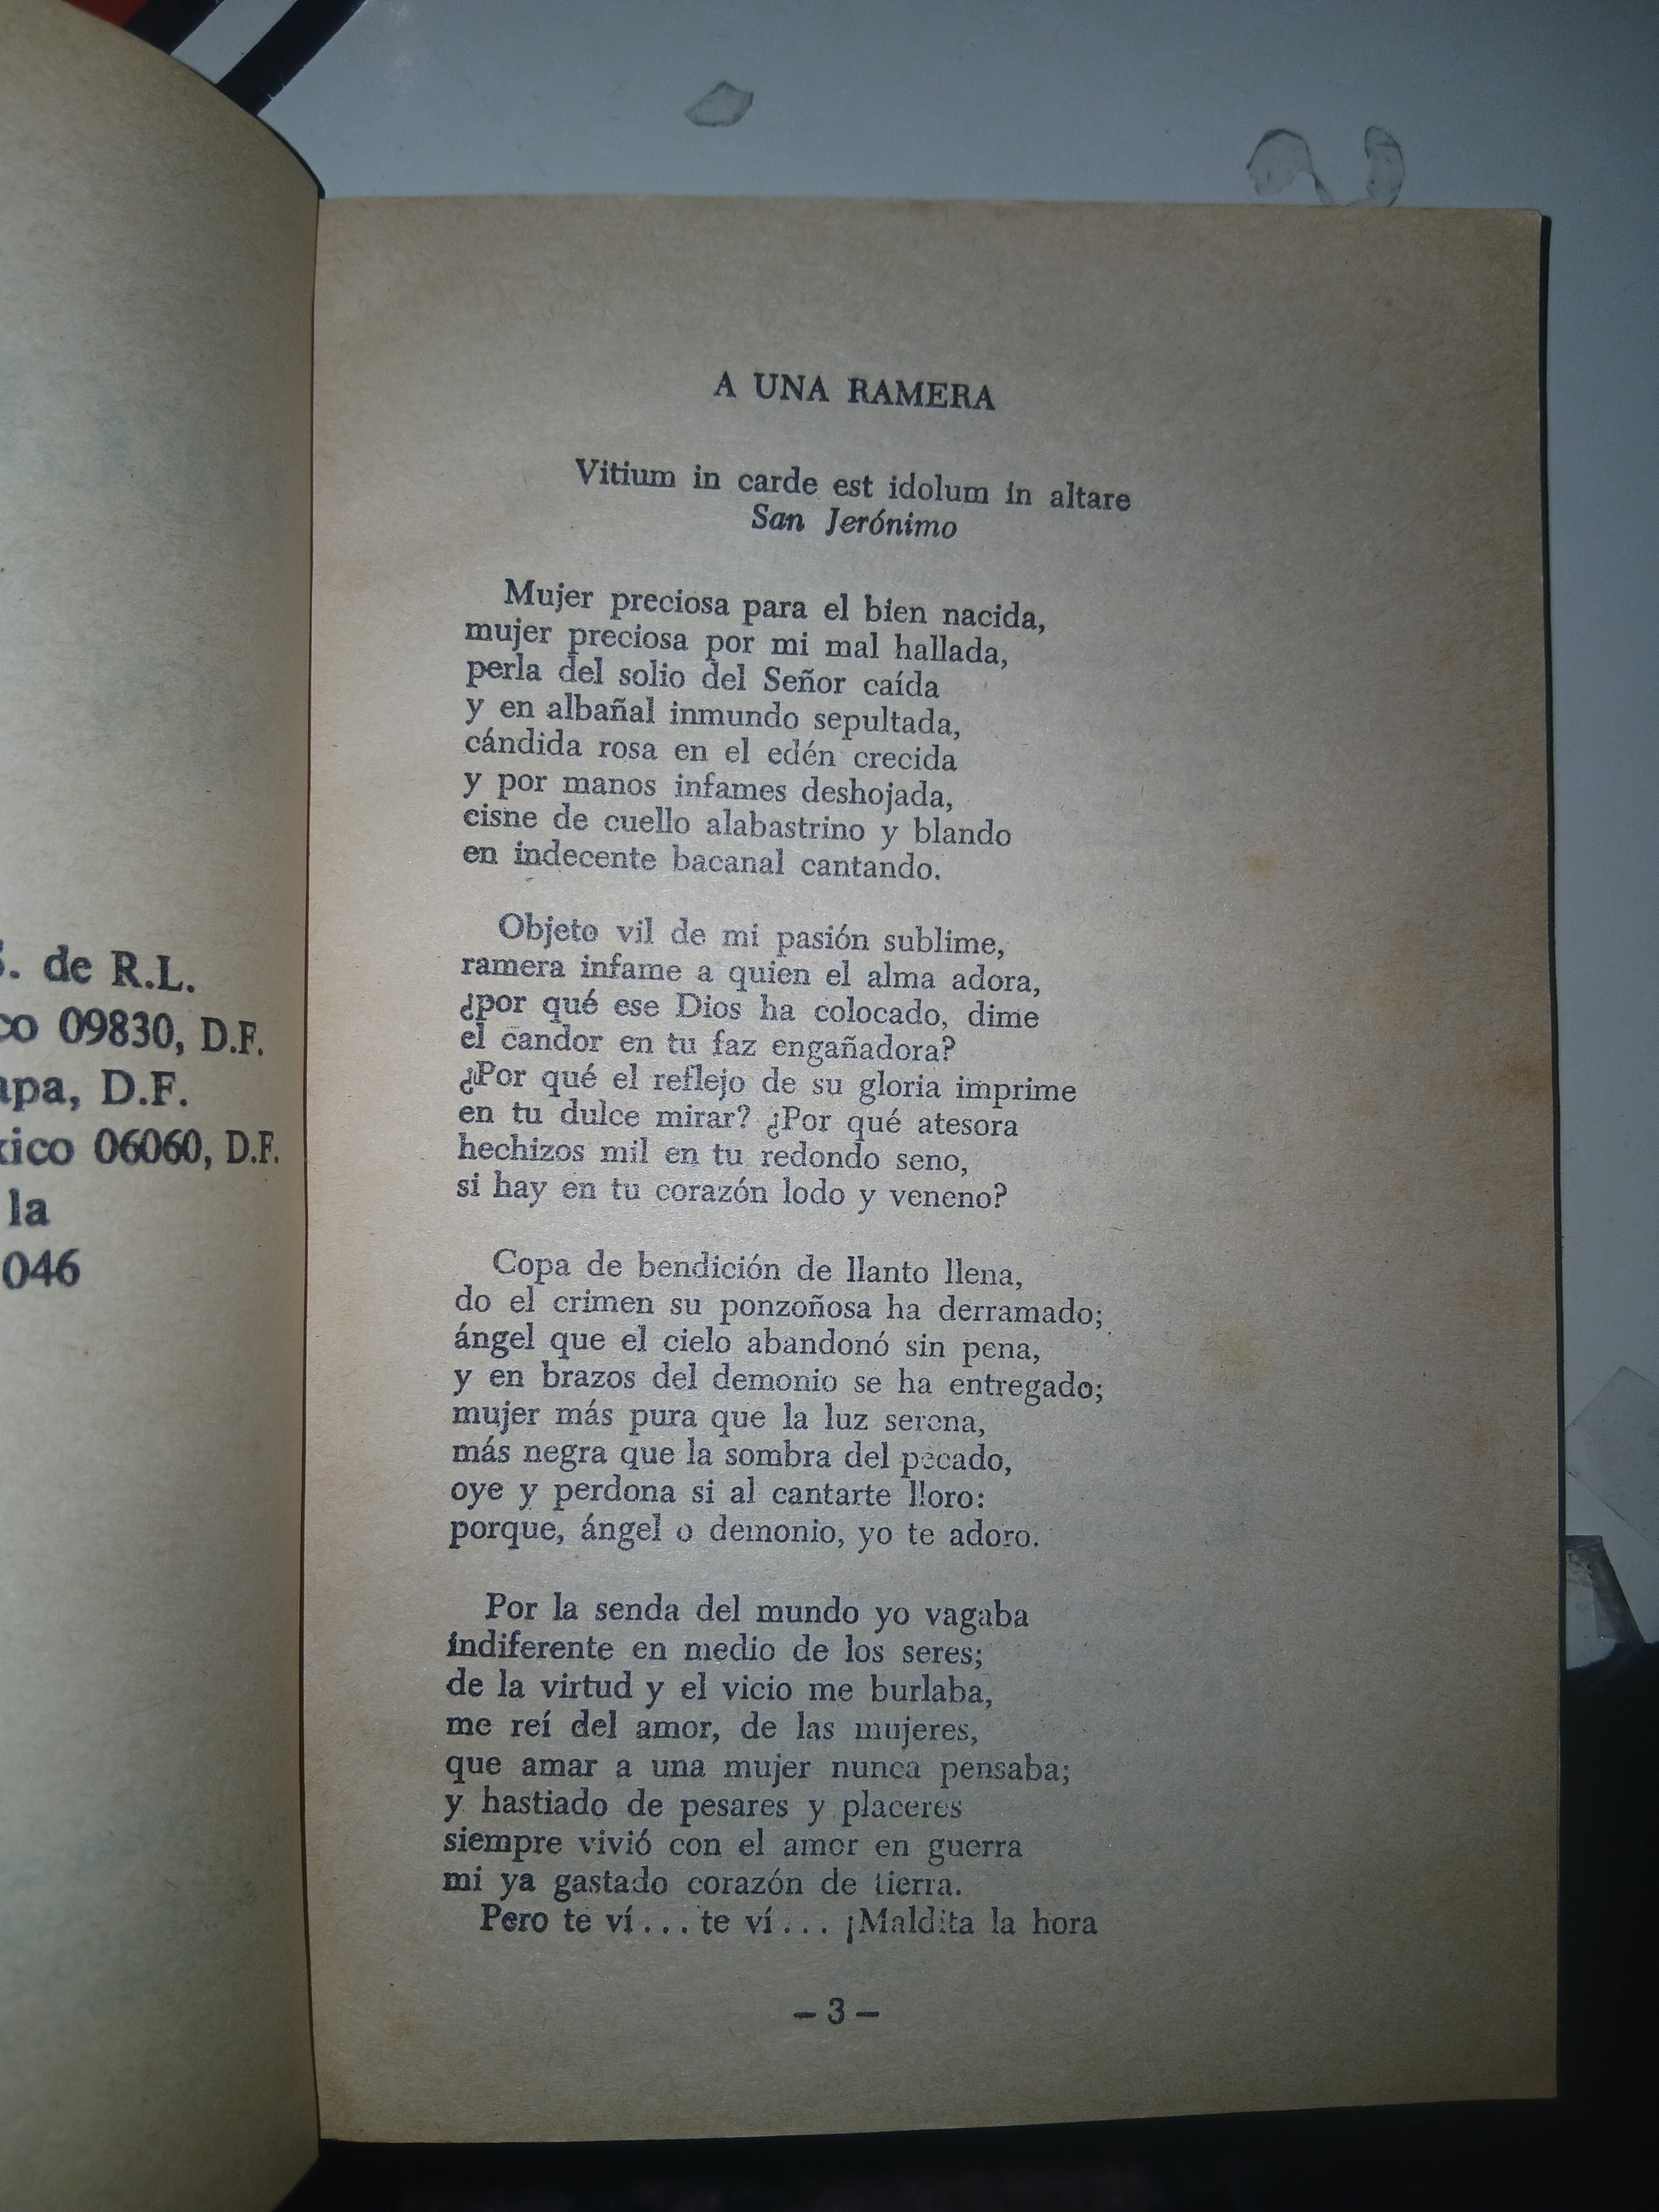 S. de R.L.
co 09830, D.F.
apa, D.F.
xico 06060, D.F.
la
046
A UNA RAMERA
Vitium in carde est idolum in altare
San Jerónimo
Mujer preciosa para el bien nacida,
mujer preciosa por mi mal hallada,
perla del solio del Señor caída
y en albañal inmundo sepultada,
cándida rosa en el edén crecida
y por manos infames deshojada,
cisne de cuello alabastrino y blando
en indecente bacanal cantando.
Objeto vil de mi pasión sublime,
ramera infame a quien el alma adora,
¿por qué ese Dios ha colocado, dime
el candor en tu faz engañadora?
¿Por qué el reflejo de su gloria imprime
en tu dulce mirar? ¿Por qué atesora
hechizos mil en tu redondo seno,
si hay en tu corazón lodo y veneno?
Copa de bendición de llanto llena,
do el crimen su ponzoñosa ha derramado;
ángel que el cielo abandonó sin pena,
y en brazos del demonio se ha entregado;
mujer más pura que la luz serena,
más negra que la sombra del pecado,
oye y perdona si al cantarte lloro:
porque, ángel o demonio, yo te adoro.
Por la senda del mundo yo vagaba
indiferente en medio de los seres;
de la virtud y el vicio me burlaba,
me reí del amor, de las mujeres,
que amar a una mujer nunca pensaba;
y hastiado de pesares y placeres
siempre vivió con el amor en guerra
mi ya gastado corazón de tierra.
Pero te ví... te ví... ¡Maldita la hora
– 3 –